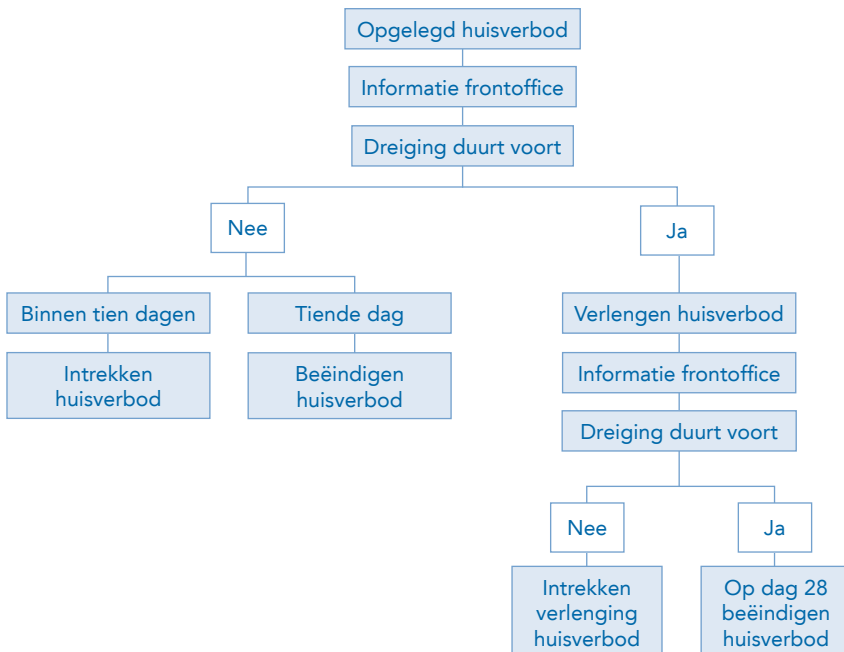 Opgelegd huisverbod
Informatie frontoffice
Dreiging duurt voort
Nee
Ja
Binnen tien dagen
Tiende dag
Verlengen huisverbod
Intrekken
huisverbod
Beëindigen
huisverbod
Informatie frontoffice
Dreiging duurt voort
Nee
Ja
Intrekken
verlenging
huisverbod
Op dag 28
beëindigen
huisverbod